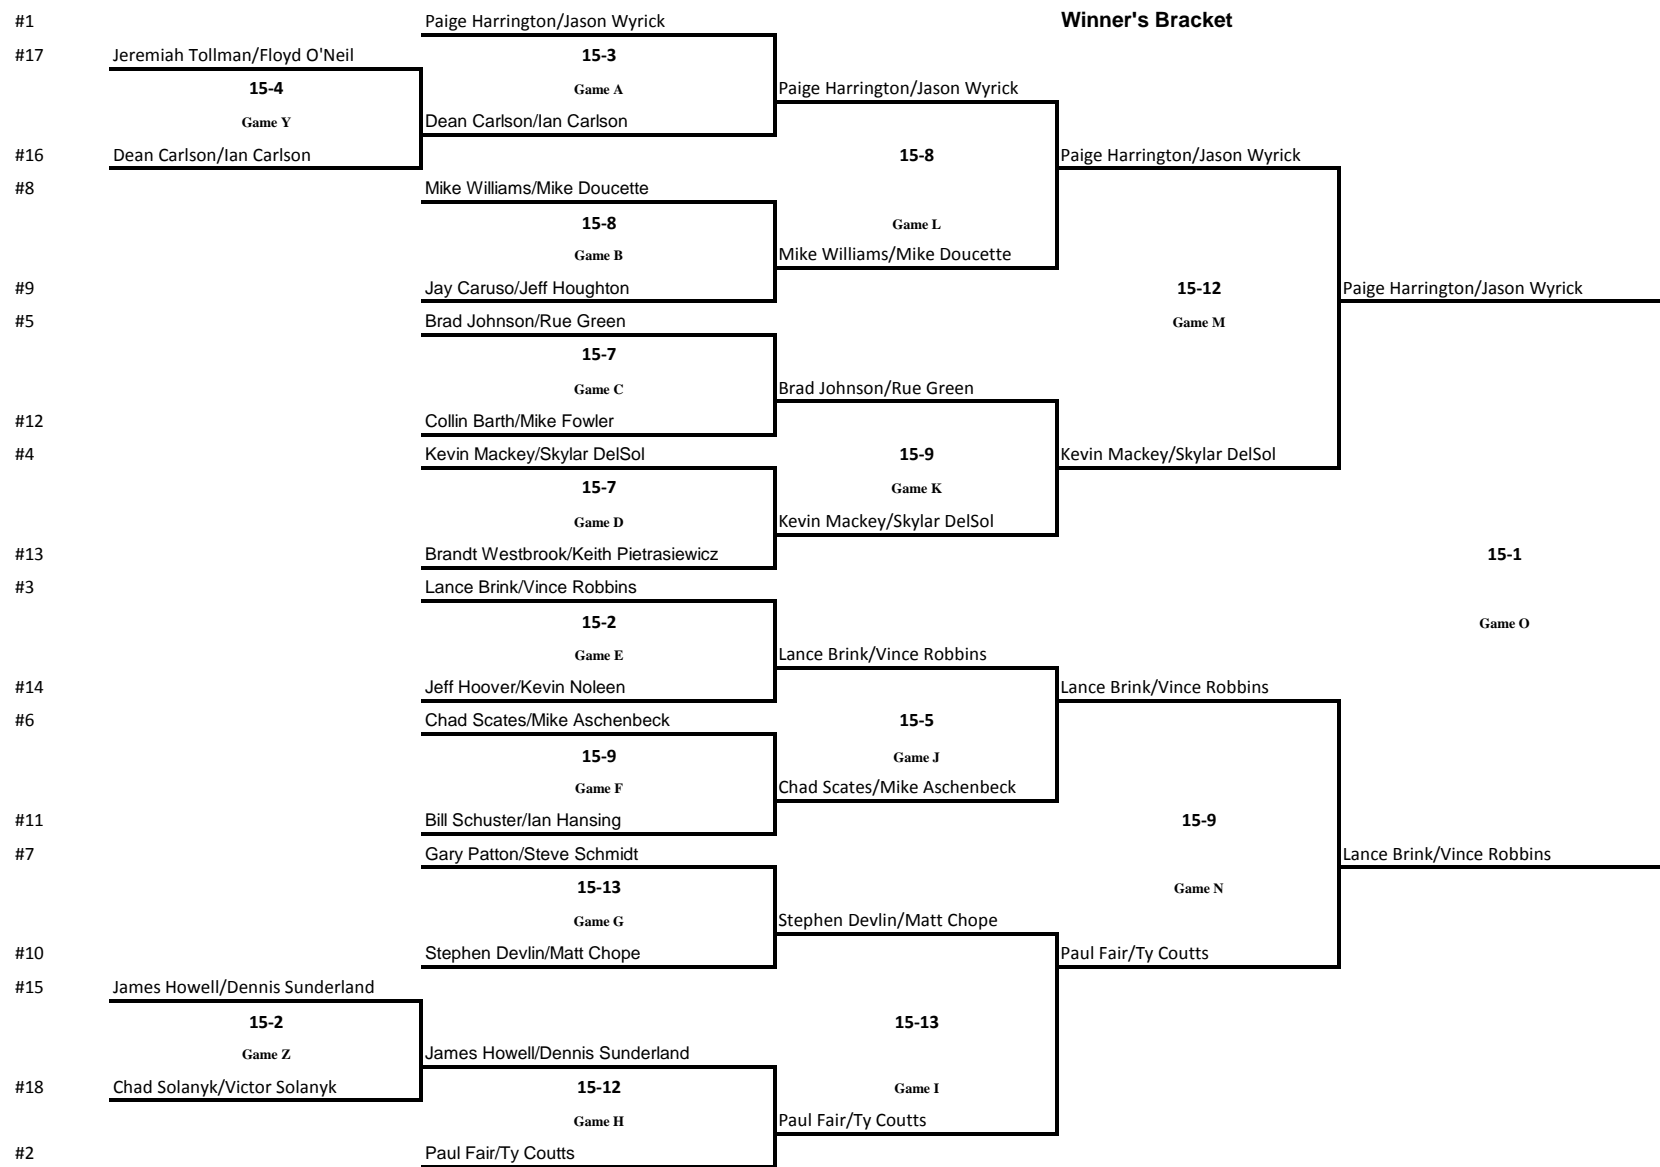 #1 Paige Harrington/Jason Wyrick Winner's Bracket
#17 Jeremiah Tollman/Floyd O'Neil 15-3
15-4 Game A Paige Harrington/Jason Wyrick
Game Y Dean Carlson/Ian Carlson
#16 Dean Carlson/Ian Carlson 15-8 Paige Harrington/Jason Wyrick
#8 Mike Williams/Mike Doucette
15-8 Game L
Game B Mike Williams/Mike Doucette
#9 Jay Caruso/Jeff Houghton 15-12 Paige Harrington/Jason Wyrick
#5 Brad Johnson/Rue Green Game M
15-7
Game C Brad Johnson/Rue Green
#12 Collin Barth/Mike Fowler
#4 Kevin Mackey/Skylar DelSol 15-9 Kevin Mackey/Skylar DelSol
15-7 Game K
Game D Kevin Mackey/Skylar DelSol
#13 Brandt Westbrook/Keith Pietrasiewicz 15-1
#3 Lance Brink/Vince Robbins
15-2 Game O
Game E Lance Brink/Vince Robbins
#14 Jeff Hoover/Kevin Noleen Lance Brink/Vince Robbins
#6 Chad Scates/Mike Aschenbeck 15-5
15-9 Game J
Game F Chad Scates/Mike Aschenbeck
#11 Bill Schuster/Ian Hansing 15-9
#7 Gary Patton/Steve Schmidt Lance Brink/Vince Robbins
15-13 Game N
Game G Stephen Devlin/Matt Chope
#10 Stephen Devlin/Matt Chope Paul Fair/Ty Coutts
#15 James Howell/Dennis Sunderland
15-2 15-13
Game Z James Howell/Dennis Sunderland
#18 Chad Solanyk/Victor Solanyk 15-12 Game I
Game H Paul Fair/Ty Coutts
#2 Paul Fair/Ty Coutts